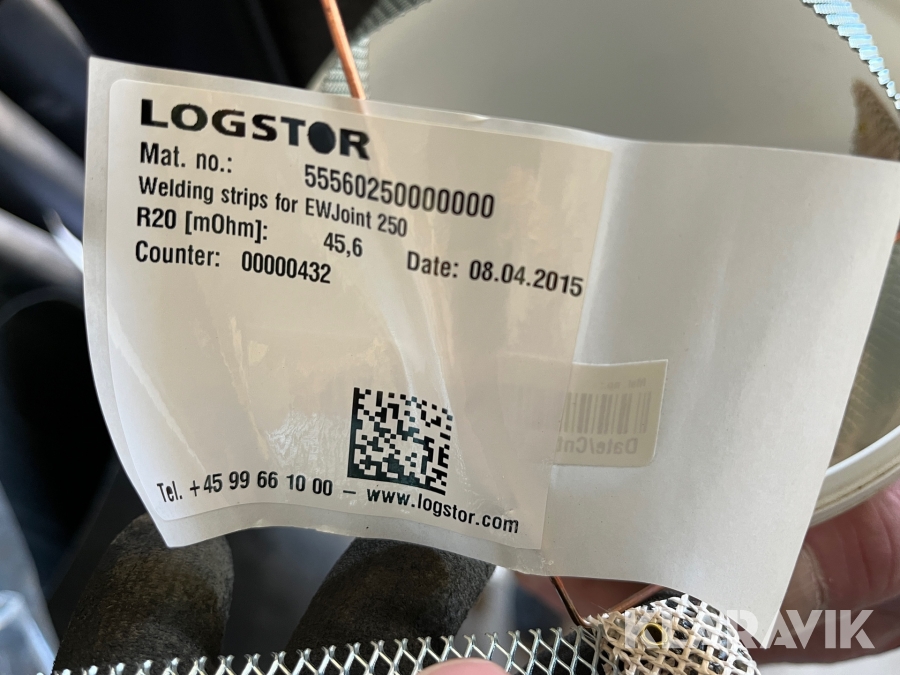 LOGSTOR
Mat. no.: 55560250000000
Welding strips for EWJoint 250
R20 [mOhm]: 45,6
Counter: 00000432 Date: 08.04.2015
Date/Cnt
Tel. +45 99 66 10 00 – www.logstor.com
KLARAVIK